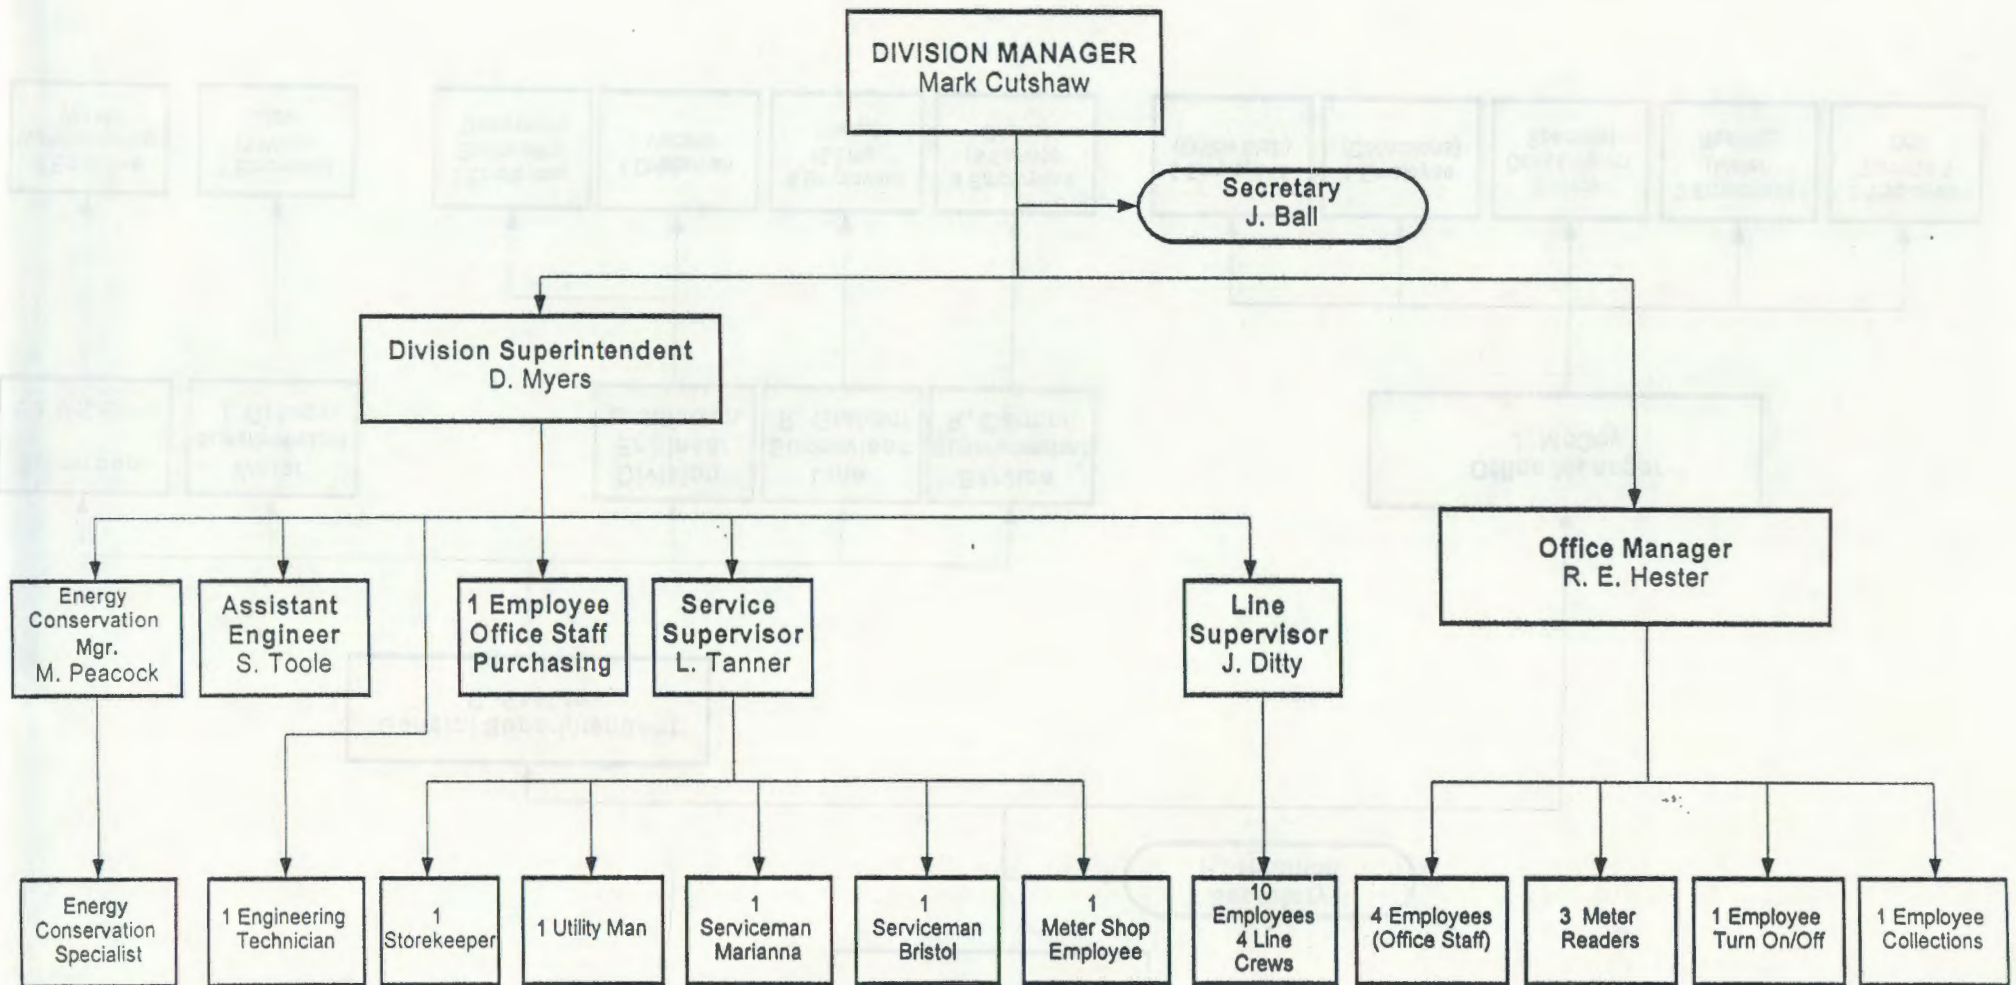 DIVISION MANAGER
Mark Cutshaw
Secretary
J. Ball
Division Superintendent
D. Myers
Office Manager
R. E. Hester
Energy
Conservation
Mgr.
M. Peacock
Assistant
Engineer
S. Toole
1 Employee
Office Staff
Purchasing
Service
Supervisor
L. Tanner
Line
Supervisor
J. Ditty
Energy
Conservation
Specialist
1 Engineering
Technician
1
Storekeeper
1 Utility Man
1
Serviceman
Marianna
1
Serviceman
Bristol
1
Meter Shop
Employee
10
Employees
4 Line
Crews
4 Employees
(Office Staff)
3 Meter
Readers
1 Employee
Turn On/Off
1 Employee
Collections